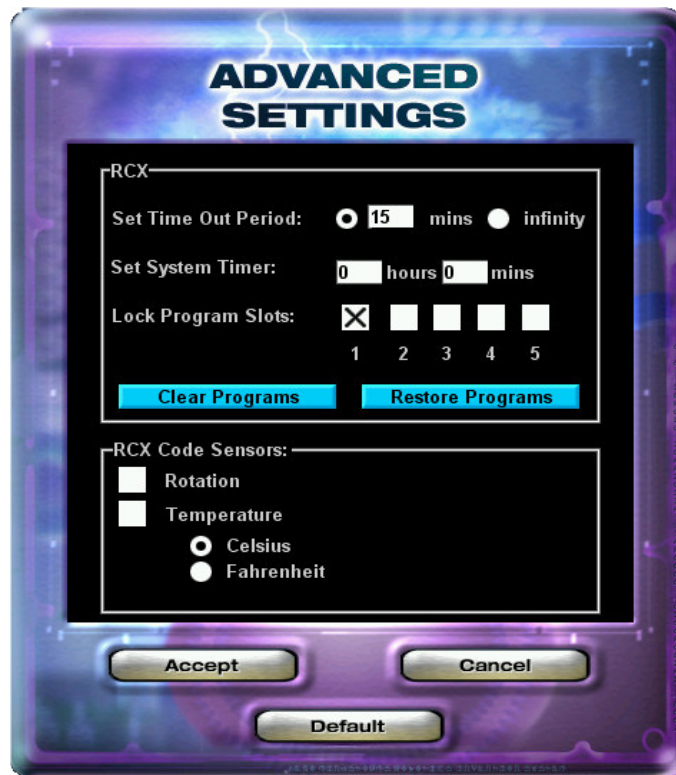 ADVANCED
SETTINGS
RCX
Set Time Out Period: 15 mins infinity
Set System Timer: 0 hours 0 mins
Lock Program Slots:
1 2 3 4 5
Clear Programs Restore Programs
RCX Code Sensors:
Rotation
Temperature
Celsius
Fahrenheit
Accept Cancel
Default